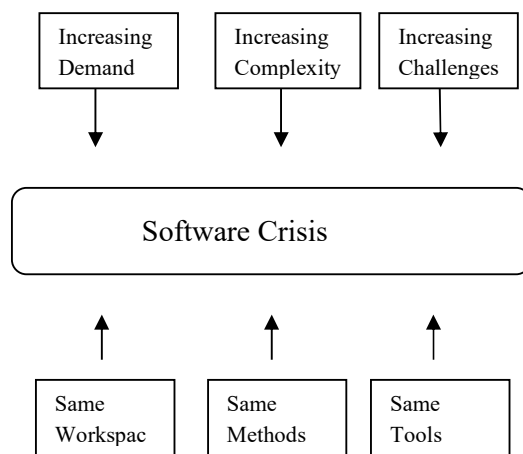 Increasing
Demand
Increasing
Complexity
Increasing
Challenges
Software Crisis
Same
Workspac
Same
Methods
Same
Tools